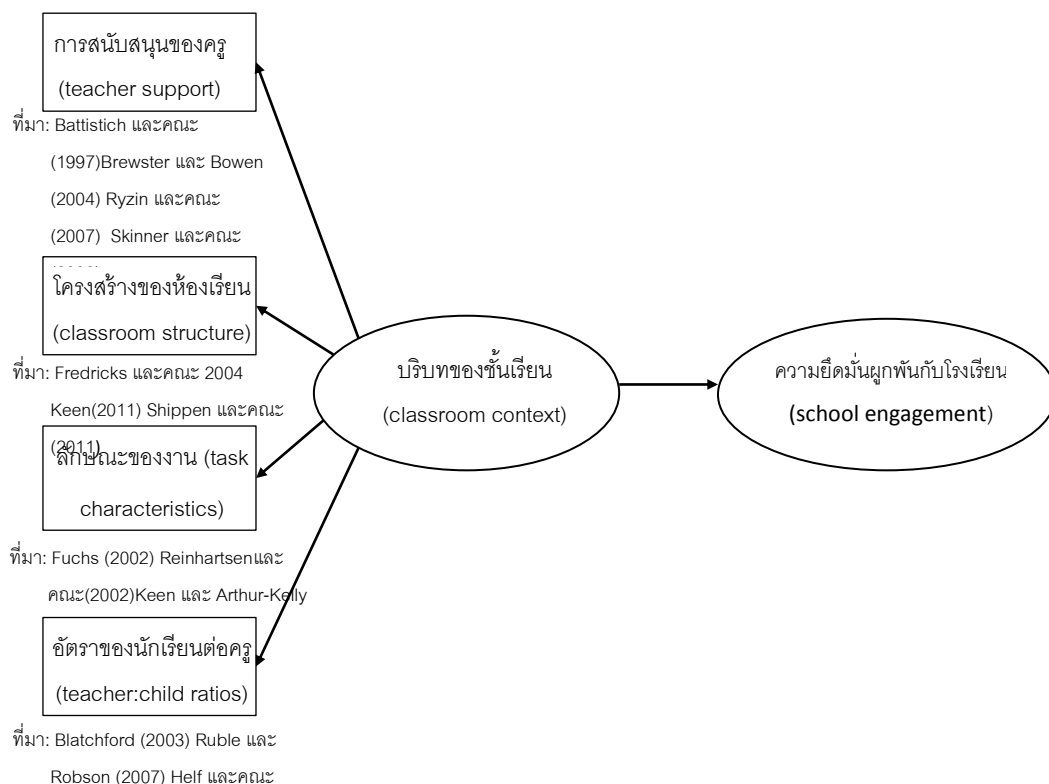 การสนับสนุนของครู
(teacher support)
ที่มา: Battistich และคณะ
(1997)Brewster และ Bowen
(2004) Ryzin และคณะ
(2007) Skinner และคณะ
โครงสร้างของห้องเรียน
(classroom structure)
ที่มา: Fredricks และคณะ 2004
Keen(2011) Shippen และคณะ
(2011)
ลักษณะของงาน (task
characteristics)
ที่มา: Fuchs (2002) Reinhartsenและ
คณะ(2002)Keen และ Arthur-Kelly
อัตราของนักเรียนต่อครู
(teacher:child ratios)
ที่มา: Blatchford (2003) Ruble และ
Robson (2007) Helf และคณะ
บริบทของชั้นเรียน
(classroom context)
ความยึดมั่นผูกพันกับโรงเรียน
(school engagement)